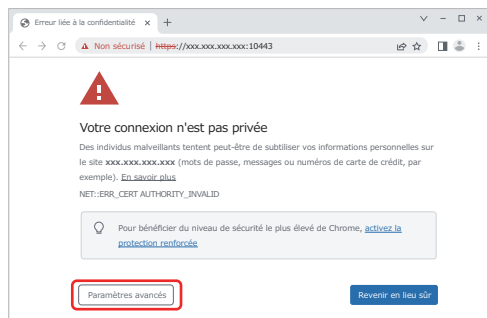 Erreur liée à la confidentialité
Non sécurisé https://xxx.xxx.xxx.xxx:10443
Votre connexion n'est pas privée
Des individus malveillants tentent peut-être de subtiliser vos informations personnelles sur
le site xxx.xxx.xxx.xxx (mots de passe, messages ou numéros de carte de crédit, par
exemple). En savoir plus
NET::ERR_CERT AUTHORITY_INVALID
Pour bénéficier du niveau de sécurité le plus élevé de Chrome, activez la
protection renforcée
Paramètres avancés
Revenir en lieu sûr